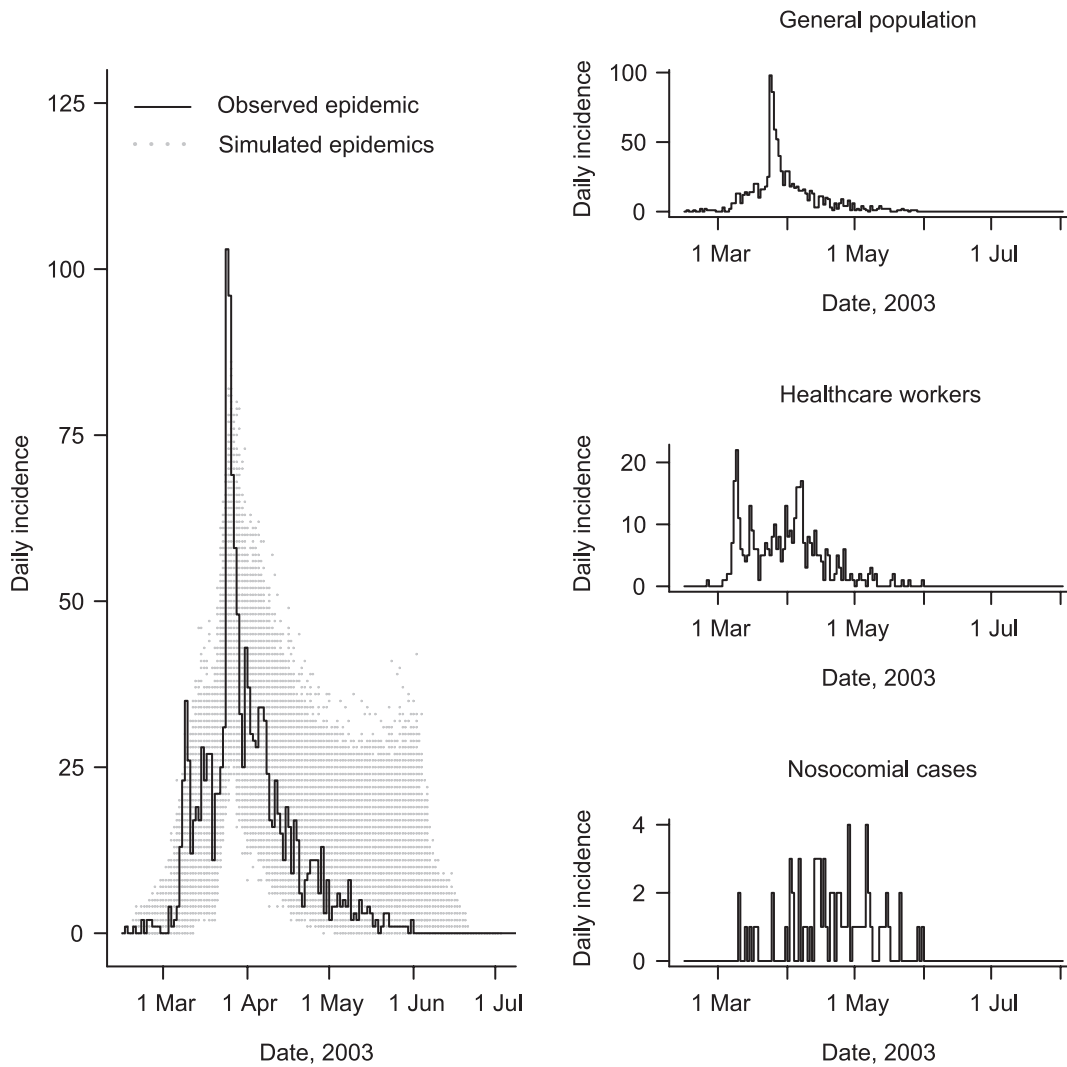 125
100
75
50
25
0
Daily incidence
Observed epidemic
Simulated epidemics
1 Mar 1 Apr 1 May 1 Jun 1 Jul
Date, 2003
General population
100
50
0
Daily incidence
1 Mar 1 May 1 Jul
Date, 2003
Healthcare workers
20
10
0
Daily incidence
1 Mar 1 May 1 Jul
Date, 2003
Nosocomial cases
4
2
0
Daily incidence
1 Mar 1 May 1 Jul
Date, 2003